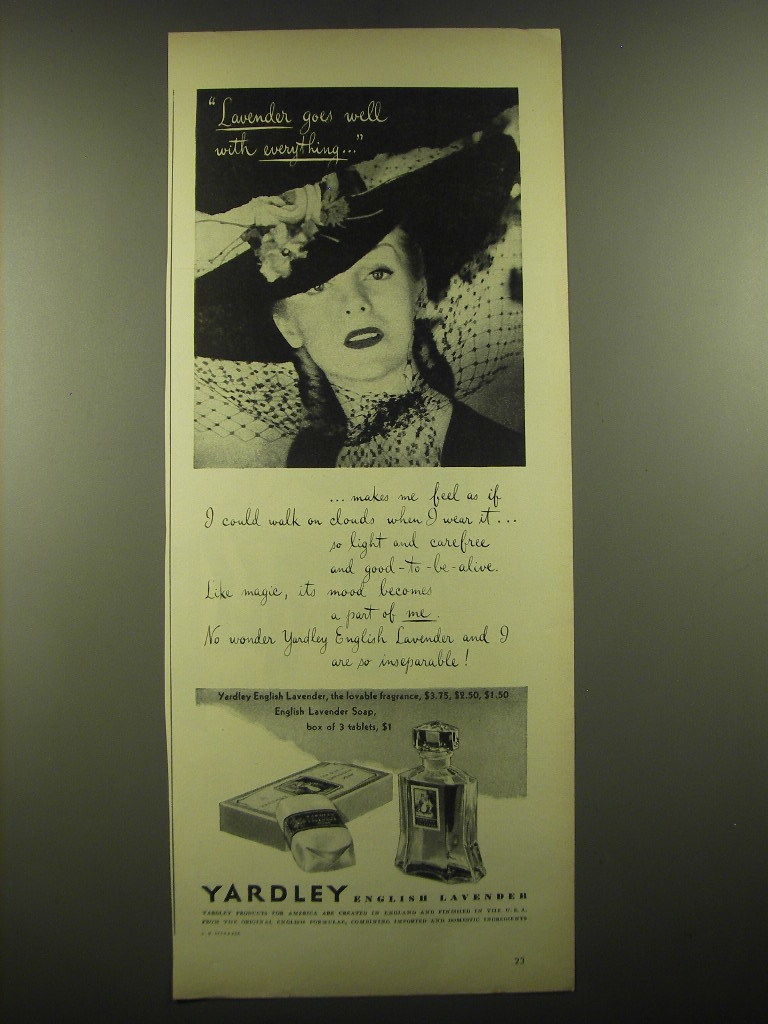 "Lavender goes well
with everything..."
... makes me feel as if
I could walk on clouds when I wear it...
so light and carefree
and good-to-be-alive.
Like magic, its mood becomes
a part of me.
No wonder Yardley English Lavender and I
are so inseparable!
Yardley English Lavender, the lovable fragrance, $3.75, $2.50, $1.50
English Lavender Soap,
box of 3 tablets, $1
YARDLEY ENGLISH LAVENDER
YARDLEY PRODUCTS FOR AMERICA ARE CREATED IN ENGLAND AND FINISHED IN THE U.S.A.
FROM THE ORIGINAL ENGLISH FORMULAE, COMBINING IMPORTED AND DOMESTIC INGREDIENTS
23